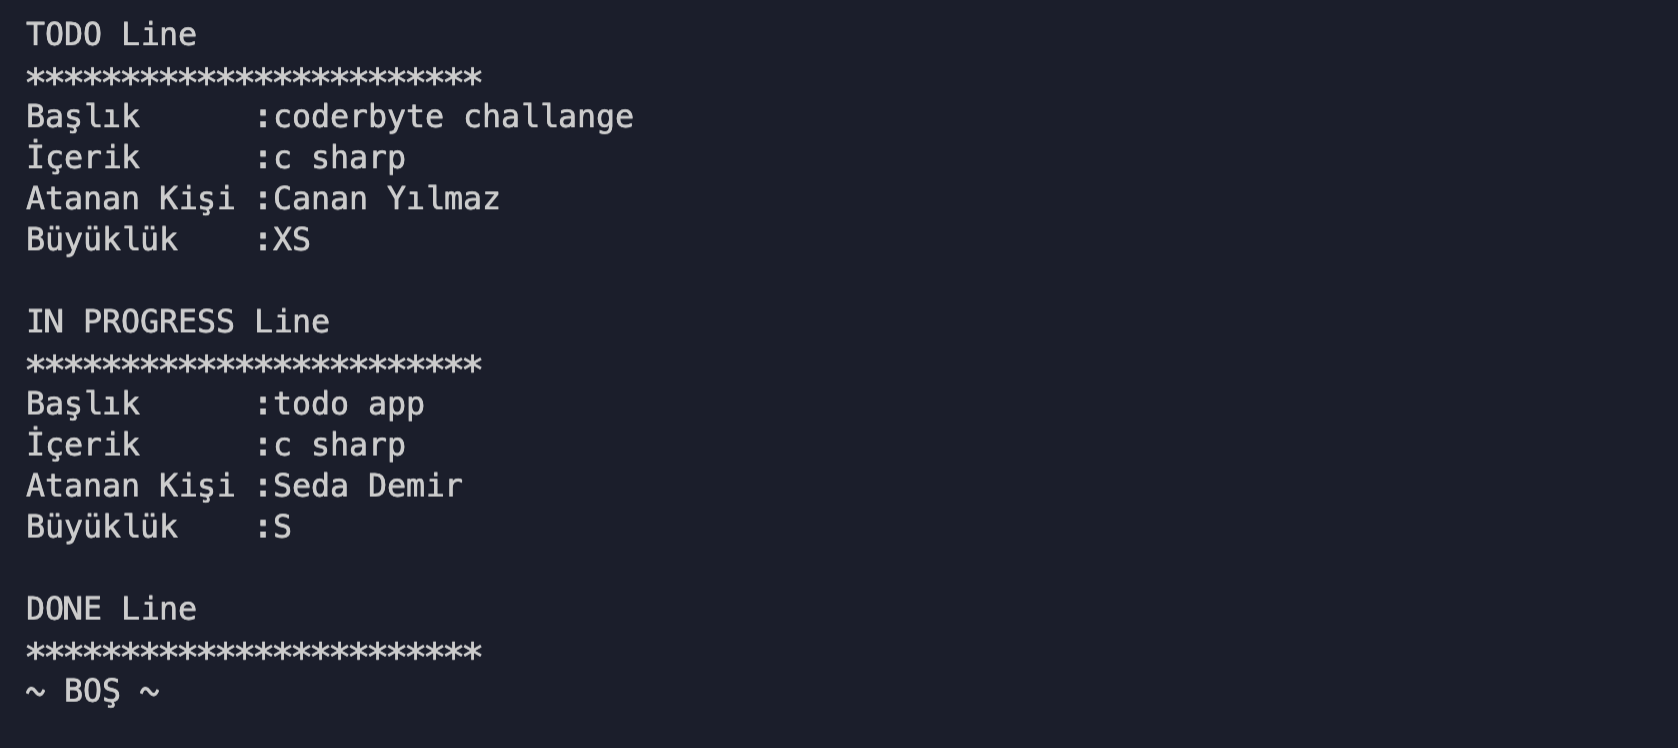 TODO Line
************************
Başlık      :coderbyte challange
İçerik      :c sharp
Atanan Kişi :Canan Yılmaz
Büyüklük    :XS
IN PROGRESS Line
************************
Başlık      :todo app
İçerik      :c sharp
Atanan Kişi :Seda Demir
Büyüklük    :S
DONE Line
************************
~ BOŞ ~